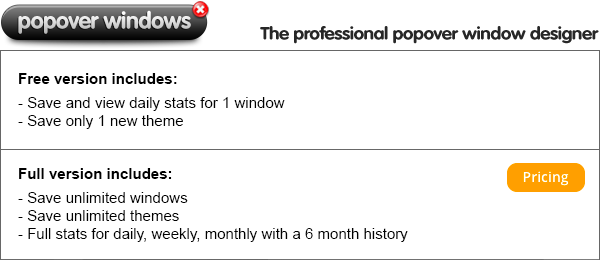 popover windows
The professional popover window designer
Free version includes:
- Save and view daily stats for 1 window
- Save only 1 new theme
Full version includes:
Pricing
- Save unlimited windows
- Save unlimited themes
- Full stats for daily, weekly, monthly with a 6 month history